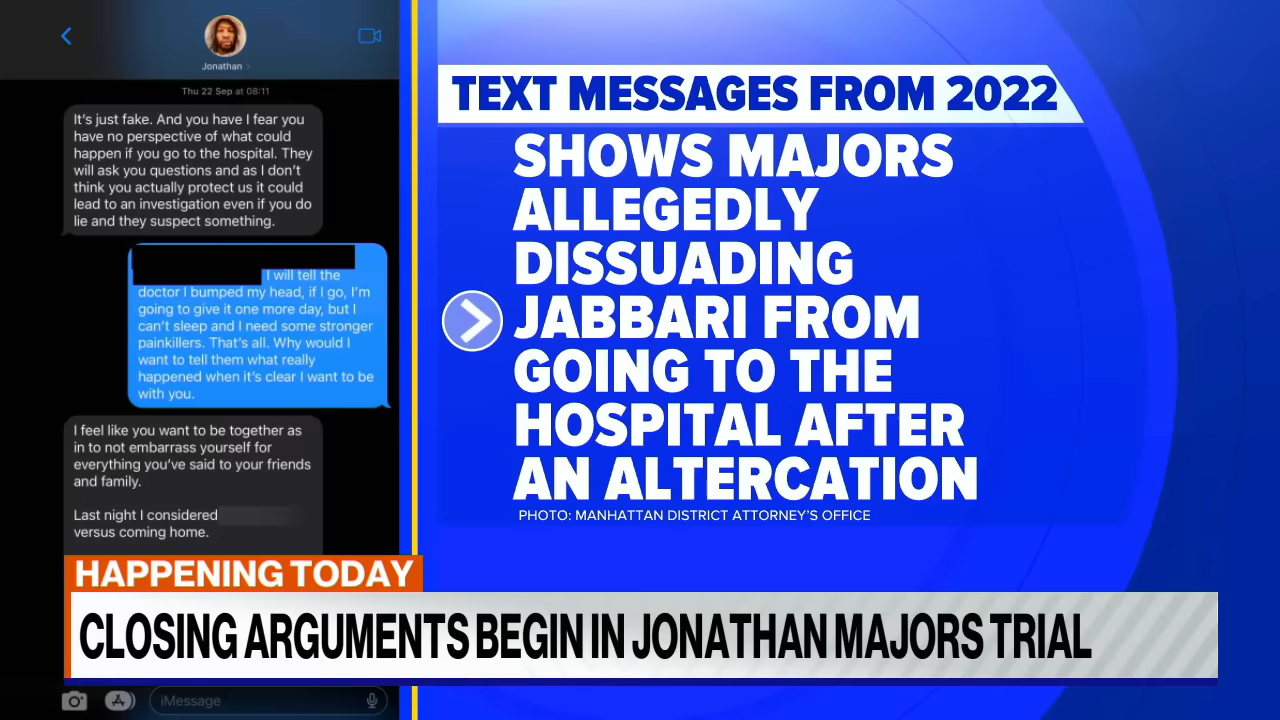 Jonathan
Thu 22 Sep at 08:11
It's just fake. And you have I fear you
have no perspective of what could
happen if you go to the hospital. They
will ask you questions and as I don't
think you actually protect us it could
lead to an investigation even if you do
lie and they suspect something.
I will tell the
doctor I bumped my head, if I go, I'm
going to give it one more day, but I
can't sleep and I need some stronger
painkillers. That's all. Why would I
want to tell them what really
happened when it's clear I want to be
with you.
I feel like you want to be together as
in to not embarrass yourself for
everything you've said to your friends
and family.
Last night I considered
versus coming home.
iMessage
TEXT MESSAGES FROM 2022
SHOWS MAJORS
ALLEGEDLY
DISSUADING
JABBARI FROM
GOING TO THE
HOSPITAL AFTER
AN ALTERCATION
PHOTO: MANHATTAN DISTRICT ATTORNEY'S OFFICE
HAPPENING TODAY
CLOSING ARGUMENTS BEGIN IN JONATHAN MAJORS TRIAL